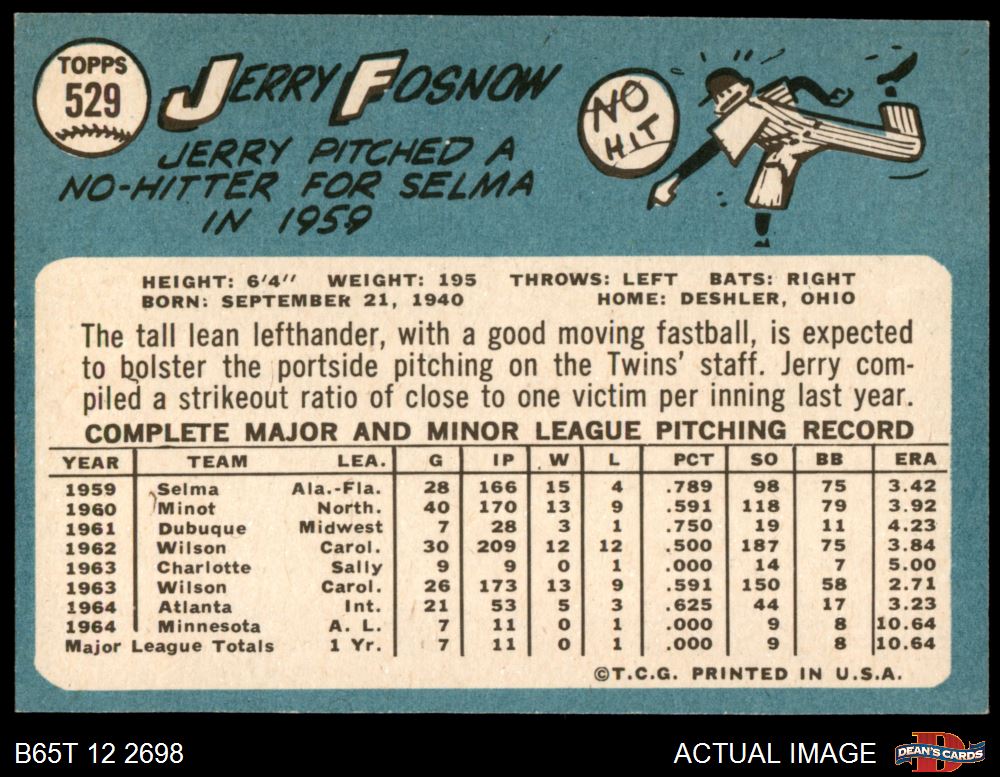 TOPPS
529
JERRY FOSNOW
JERRY PITCHED A
NO-HITTER FOR SELMA
IN 1959
NO
HIT
HEIGHT: 6'4" WEIGHT: 195 THROWS: LEFT BATS: RIGHT
BORN: SEPTEMBER 21, 1940 HOME: DESHLER, OHIO
The tall lean lefthander, with a good moving fastball, is expected
to bolster the portside pitching on the Twins' staff. Jerry com-
piled a strikeout ratio of close to one victim per inning last year.
COMPLETE MAJOR AND MINOR LEAGUE PITCHING RECORD
YEAR TEAM LEA. G IP W L PCT SO BB ERA
1959 Selma Ala.-Fla. 28 166 15 4 .789 98 75 3.42
1960 Minot North. 40 170 13 9 .591 118 79 3.92
1961 Dubuque Midwest 7 28 3 1 .750 19 11 4.23
1962 Wilson Carol. 30 209 12 12 .500 187 75 3.84
1963 Charlotte Sally 9 9 0 1 .000 14 7 5.00
1963 Wilson Carol. 26 173 13 9 .591 150 58 2.71
1964 Atlanta Int. 21 53 5 3 .625 44 17 3.23
1964 Minnesota A. L. 7 11 0 1 .000 9 8 10.64
Major League Totals 1 Yr. 7 11 0 1 .000 9 8 10.64
©T.C.G. PRINTED IN U.S.A.
B65T 12 2698 ACTUAL IMAGE DEAN'S CARDS